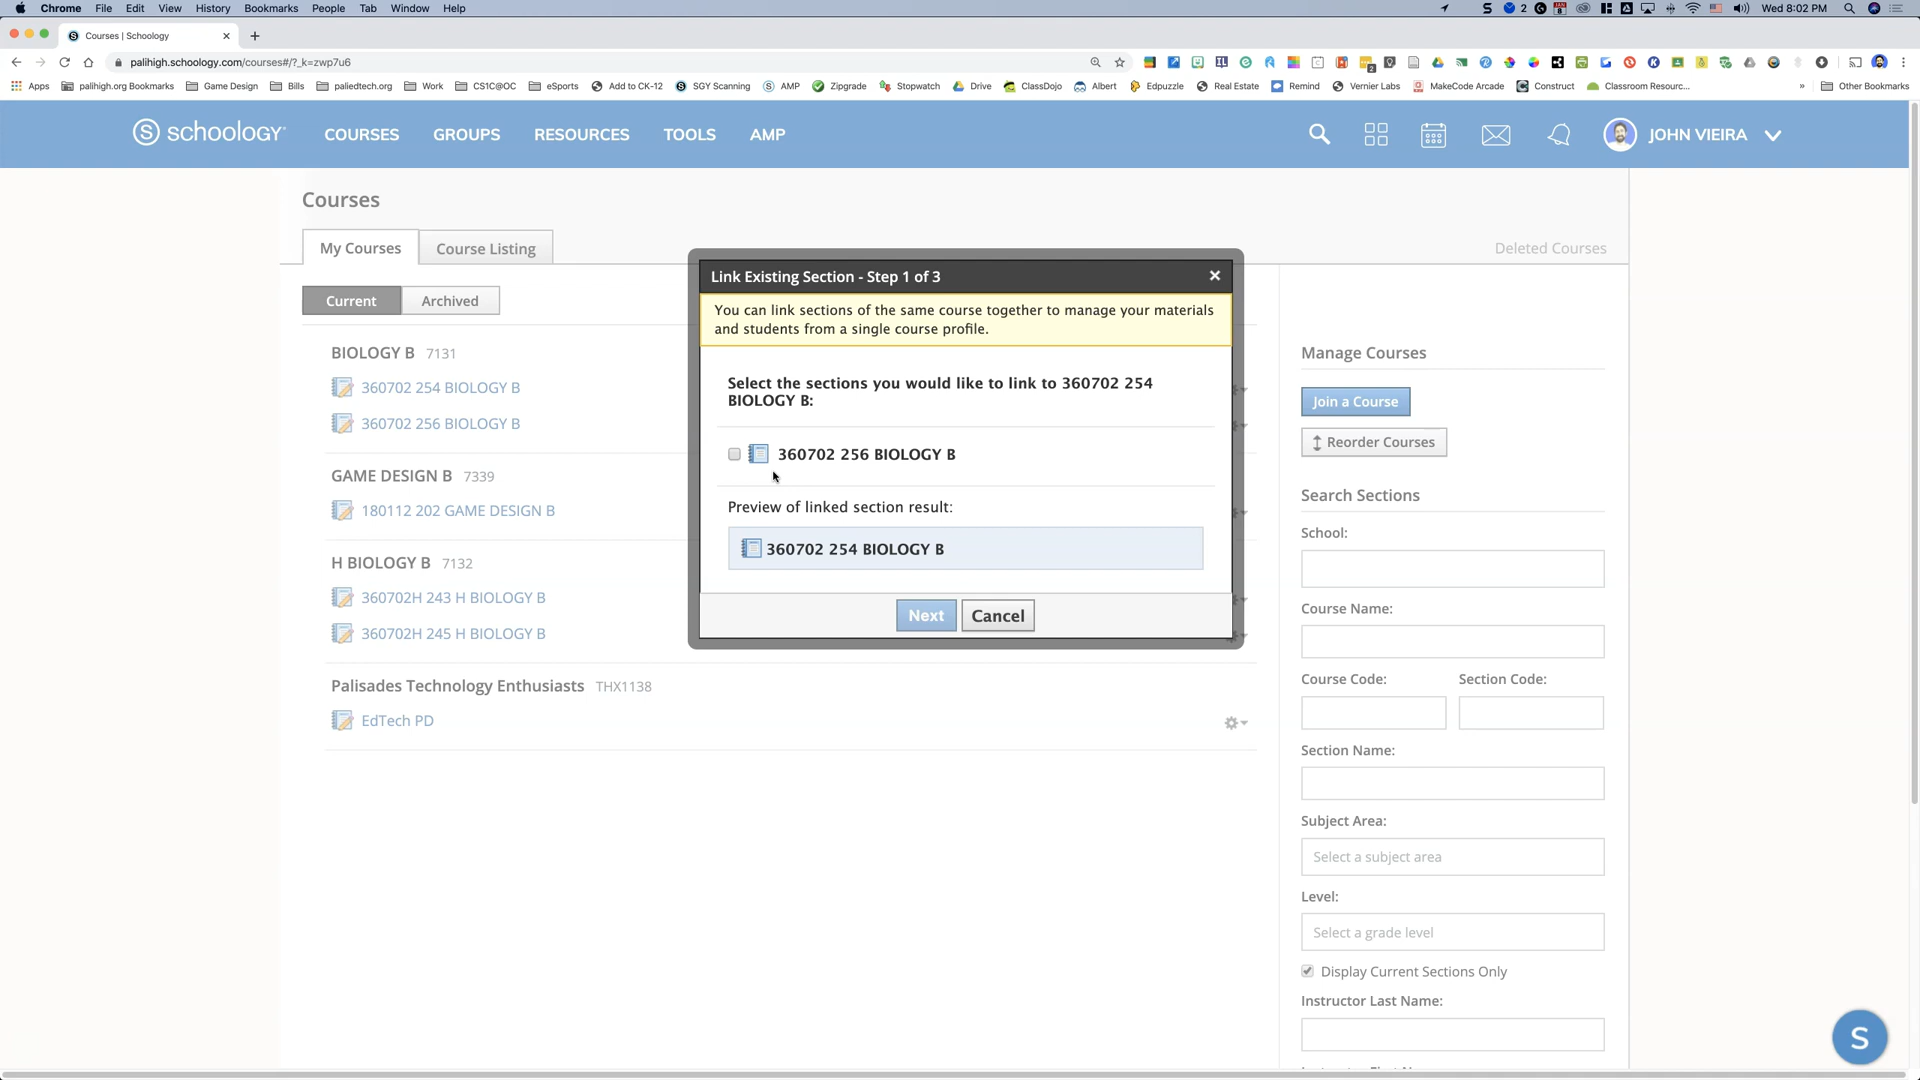 Chrome File Edit View History Bookmarks People Tab Window Help
2
8
Wed 8:02 PM
Courses | Schoology
palihigh.schoology.com/courses#/?_k=zwp7u6
Apps palihigh.org Bookmarks Game Design Bills paliedtech.org Work CS1C@OC eSports Add to CK-12 SGY Scanning AMP Zipgrade Stopwatch Drive ClassDojo Albert Edpuzzle Real Estate Remind Vernier Labs MakeCode Arcade Construct Classroom Resourc... » Other Bookmarks
S schoology COURSES GROUPS RESOURCES TOOLS AMP JOHN VIEIRA
Courses
My Courses Course Listing Deleted Courses
Current Archived
BIOLOGY B 7131
360702 254 BIOLOGY B
360702 256 BIOLOGY B
GAME DESIGN B 7339
180112 202 GAME DESIGN B
H BIOLOGY B 7132
360702H 243 H BIOLOGY B
360702H 245 H BIOLOGY B
Palisades Technology Enthusiasts THX1138
EdTech PD
Link Existing Section - Step 1 of 3
You can link sections of the same course together to manage your materials
and students from a single course profile.
Select the sections you would like to link to 360702 254
BIOLOGY B:
360702 256 BIOLOGY B
Preview of linked section result:
360702 254 BIOLOGY B
Next Cancel
Manage Courses
Join a Course
Reorder Courses
Search Sections
School:
Course Name:
Course Code: Section Code:
Section Name:
Subject Area:
Select a subject area
Level:
Select a grade level
Display Current Sections Only
Instructor Last Name:
S